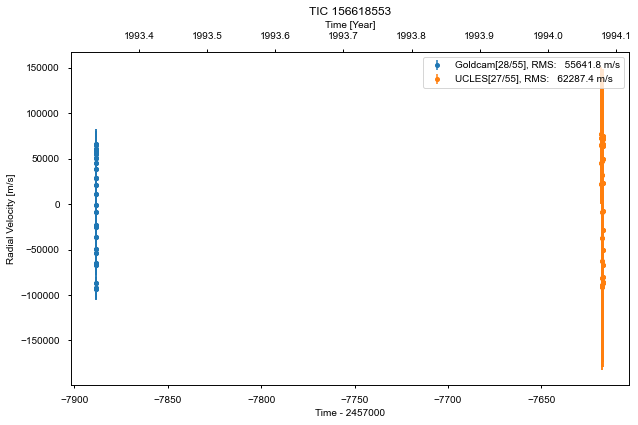 TIC 156618553
Time [Year]
1993.4 1993.5 1993.6 1993.7 1993.8 1993.9 1994.0 1994.1
Goldcam[28/55], RMS: 55641.8 m/s
UCLES[27/55], RMS: 62287.4 m/s
Radial Velocity [m/s]
150000
100000
50000
0
−50000
−100000
−150000
−7900 −7850 −7800 −7750 −7700 −7650
Time - 2457000